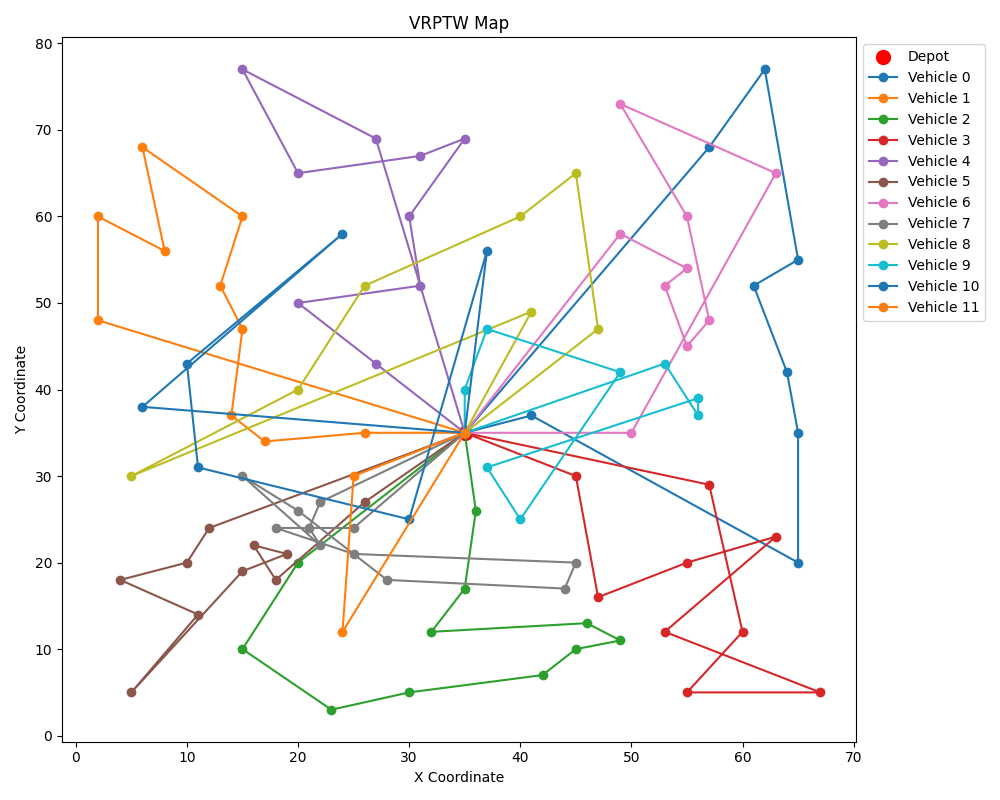 VRPTW Map
Y Coordinate
80
70
60
50
40
30
20
10
0
0 10 20 30 40 50 60 70
X Coordinate
Depot
Vehicle 0
Vehicle 1
Vehicle 2
Vehicle 3
Vehicle 4
Vehicle 5
Vehicle 6
Vehicle 7
Vehicle 8
Vehicle 9
Vehicle 10
Vehicle 11